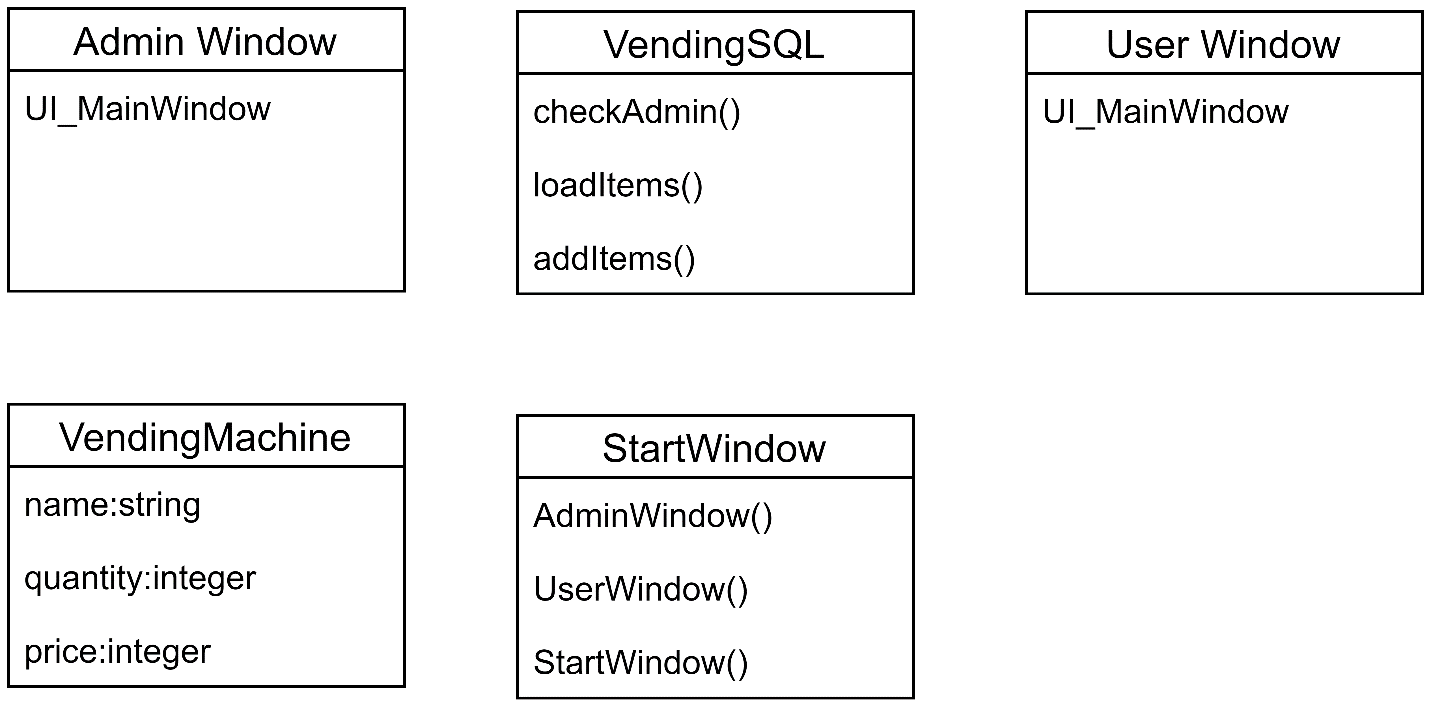 Admin Window
UI_MainWindow
VendingSQL
checkAdmin()
loadItems()
addItems()
User Window
UI_MainWindow
VendingMachine
name:string
quantity:integer
price:integer
StartWindow
AdminWindow()
UserWindow()
StartWindow()